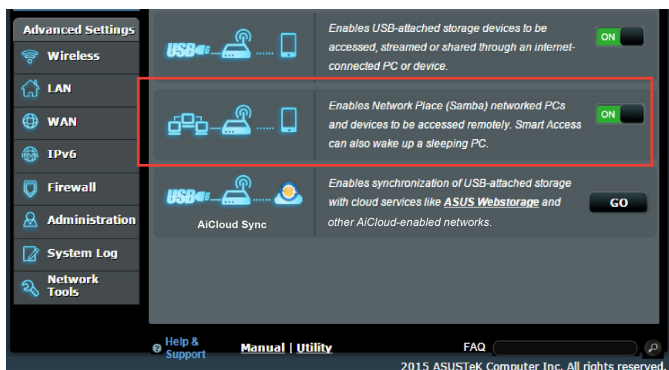 Advanced Settings
Wireless
LAN
WAN
IPv6
Firewall
Administration
System Log
Network
Tools
USB
Enables USB-attached storage devices to be
accessed, streamed or shared through an internet-
connected PC or device.
ON
Enables Network Place (Samba) networked PCs
and devices to be accessed remotely. Smart Access
can also wake up a sleeping PC.
ON
USB
AiCloud Sync
Enables synchronization of USB-attached storage
with cloud services like ASUS Webstorage and
other AiCloud-enabled networks.
GO
Help &
Support
Manual | Utility
FAQ
2015 ASUSTeK Computer Inc. All rights reserved.